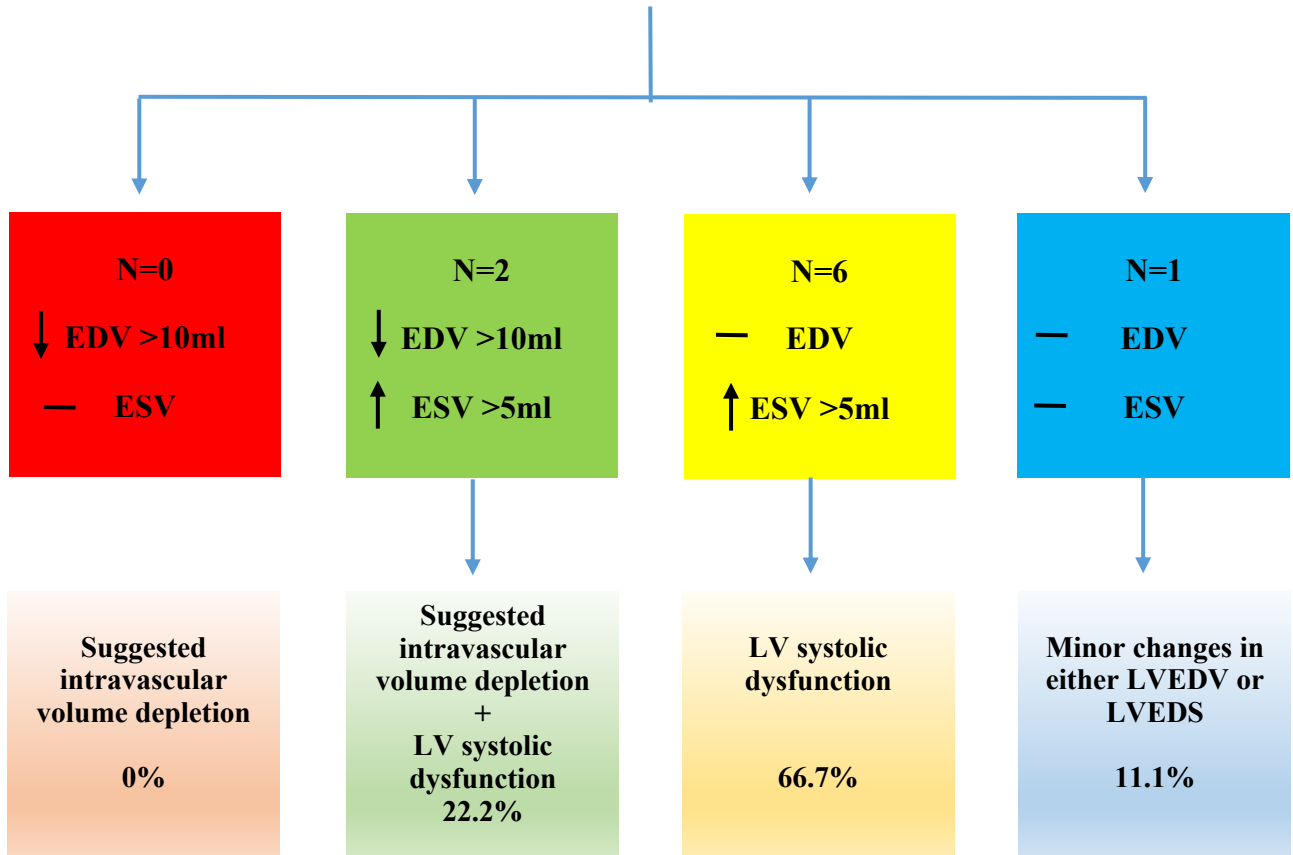 N=0
↓ EDV >10ml
— ESV
N=2
↓ EDV >10ml
↑ ESV >5ml
N=6
— EDV
↑ ESV >5ml
N=1
— EDV
— ESV
Suggested
intravascular
volume depletion
0%
Suggested
intravascular
volume depletion
+
LV systolic
dysfunction
22.2%
LV systolic
dysfunction
66.7%
Minor changes in
either LVEDV or
LVEDS
11.1%